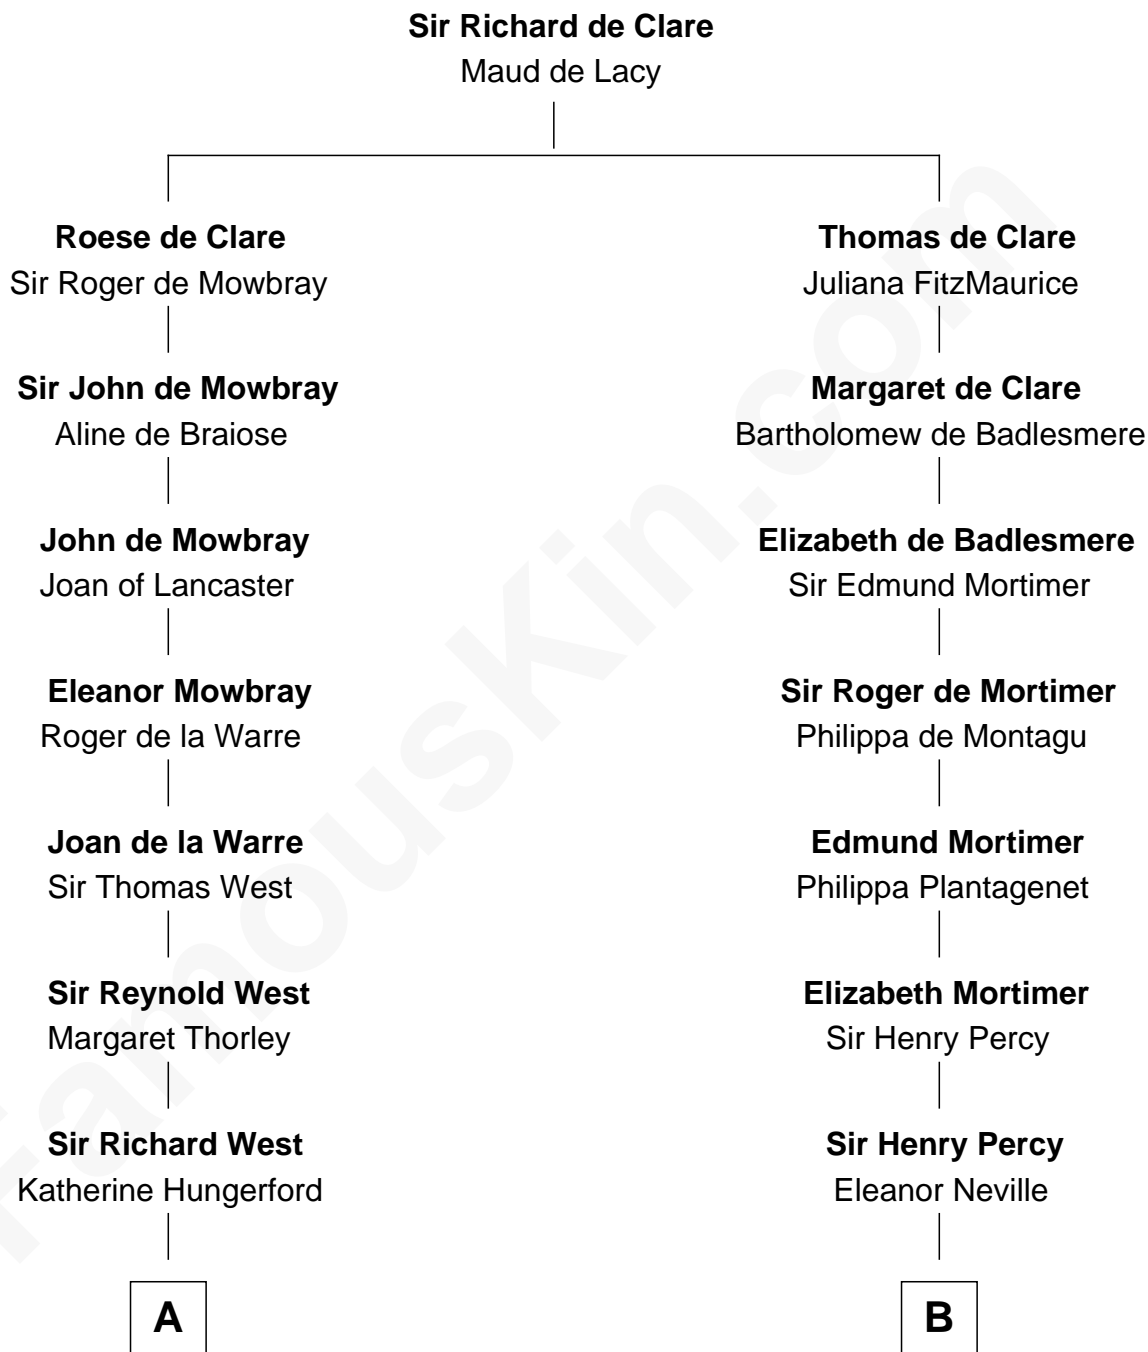 Sir Richard de Clare
Maud de Lacy
Roese de Clare
Sir Roger de Mowbray
Thomas de Clare
Juliana FitzMaurice
Sir John de Mowbray
Aline de Braiose
Margaret de Clare
Bartholomew de Badlesmere
John de Mowbray
Joan of Lancaster
Elizabeth de Badlesmere
Sir Edmund Mortimer
Eleanor Mowbray
Roger de la Warre
Sir Roger de Mortimer
Philippa de Montagu
Joan de la Warre
Sir Thomas West
Edmund Mortimer
Philippa Plantagenet
Sir Reynold West
Margaret Thorley
Elizabeth Mortimer
Sir Henry Percy
Sir Richard West
Katherine Hungerford
Sir Henry Percy
Eleanor Neville
A
B
FamousKin.com